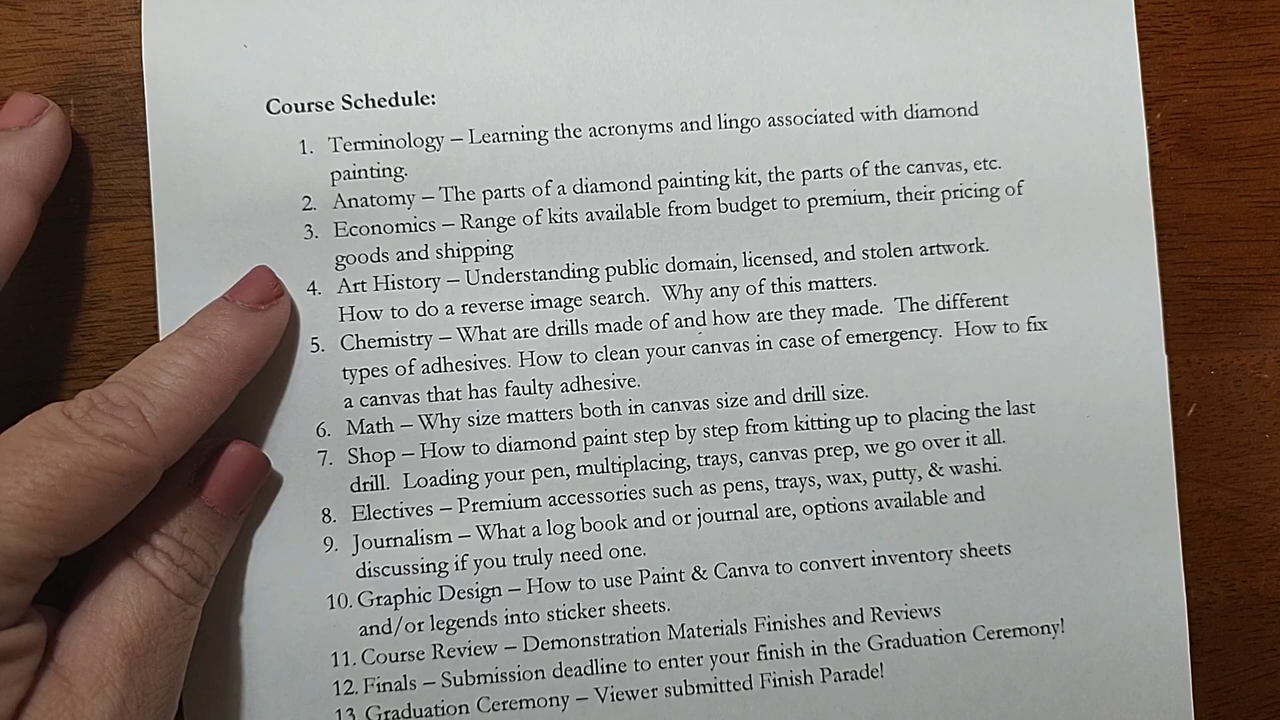 Course Schedule:
1. Terminology – Learning the acronyms and lingo associated with diamond
painting.
2. Anatomy – The parts of a diamond painting kit, the parts of the canvas, etc.
3. Economics – Range of kits available from budget to premium, their pricing of
goods and shipping
4. Art History – Understanding public domain, licensed, and stolen artwork.
How to do a reverse image search. Why any of this matters.
5. Chemistry – What are drills made of and how are they made. The different
types of adhesives. How to clean your canvas in case of emergency. How to fix
a canvas that has faulty adhesive.
6. Math – Why size matters both in canvas size and drill size.
7. Shop – How to diamond paint step by step from kitting up to placing the last
drill. Loading your pen, multiplacing, trays, canvas prep, we go over it all.
8. Electives – Premium accessories such as pens, trays, wax, putty, & washi.
9. Journalism – What a log book and or journal are, options available and
discussing if you truly need one.
10. Graphic Design – How to use Paint & Canva to convert inventory sheets
and/or legends into sticker sheets.
11. Course Review – Demonstration Materials Finishes and Reviews
12. Finals – Submission deadline to enter your finish in the Graduation Ceremony!
13. Graduation Ceremony – Viewer submitted Finish Parade!